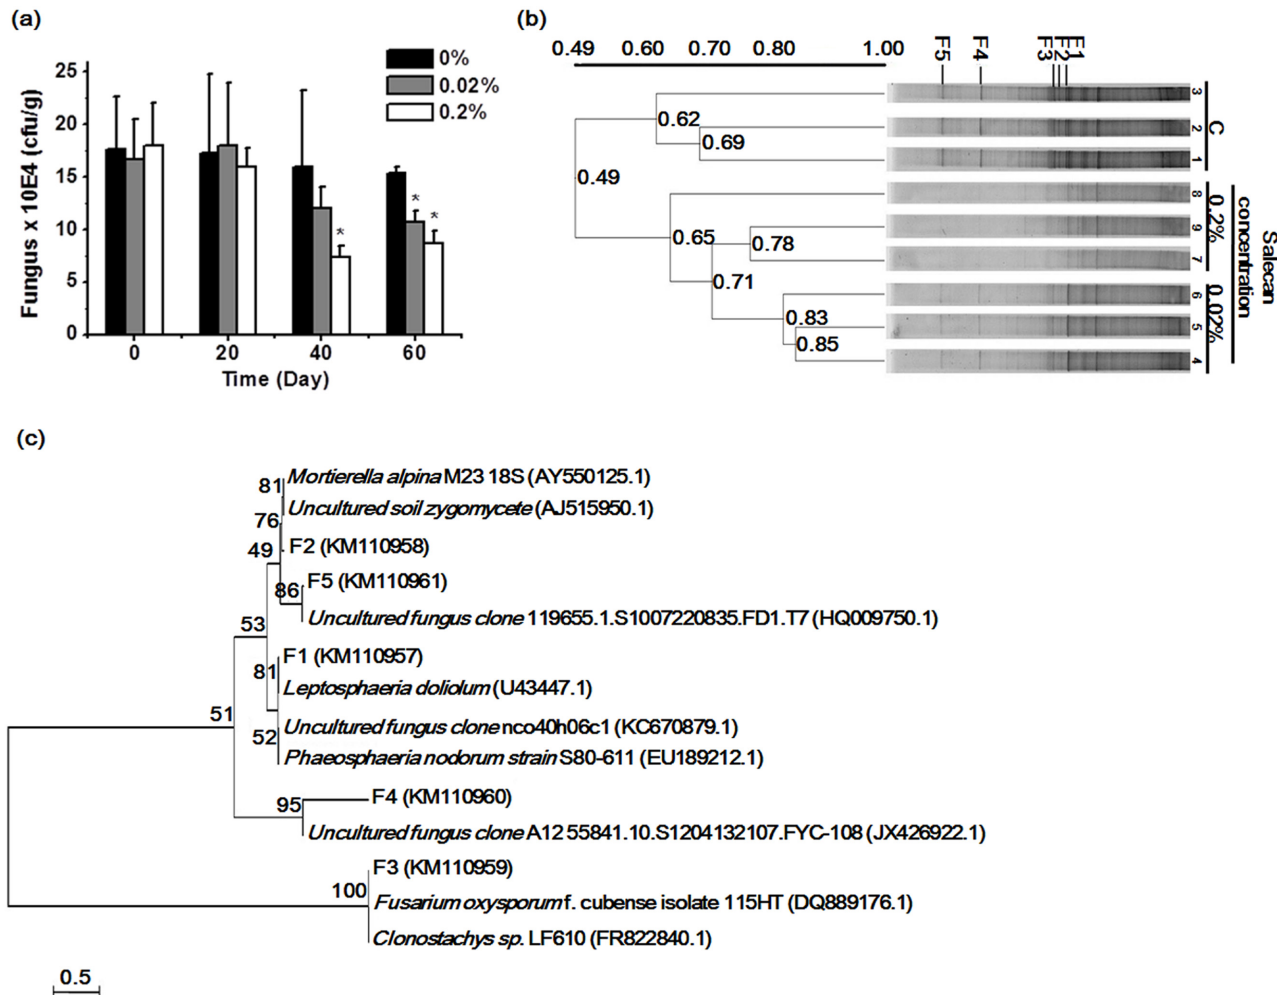 (a)
Fungus x 10E4 (cfu/g)
25
20
15
10
5
0
0%
0.02%
0.2%
*
*
*
0
20
40
60
Time (Day)
(b)
0.49 0.60 0.70 0.80 1.00
F5 F4 F3 F2 F1
0.62
0.69
0.49
0.65
0.78
0.71
0.83
0.85
3
2
1
8
9
7
6
5
4
C
0.2%
0.02%
Salecan
concentration
(c)
81
Mortierella alpina M23 18S (AY550125.1)
Uncultured soil zygomycete (AJ515950.1)
76
49
F2 (KM110958)
86
F5 (KM110961)
Uncultured fungus clone 119655.1.S1007220835.FD1.T7 (HQ009750.1)
53
F1 (KM110957)
81
Leptosphaeria doliolum (U43447.1)
51
Uncultured fungus clone nco40h06c1 (KC670879.1)
52
Phaeosphaeria nodorum strain S80-611 (EU189212.1)
95
F4 (KM110960)
Uncultured fungus clone A12 55841.10.S1204132107.FYC-108 (JX426922.1)
F3 (KM110959)
100
Fusarium oxysporum f. cubense isolate 115HT (DQ889176.1)
Clonostachys sp. LF610 (FR822840.1)
0.5